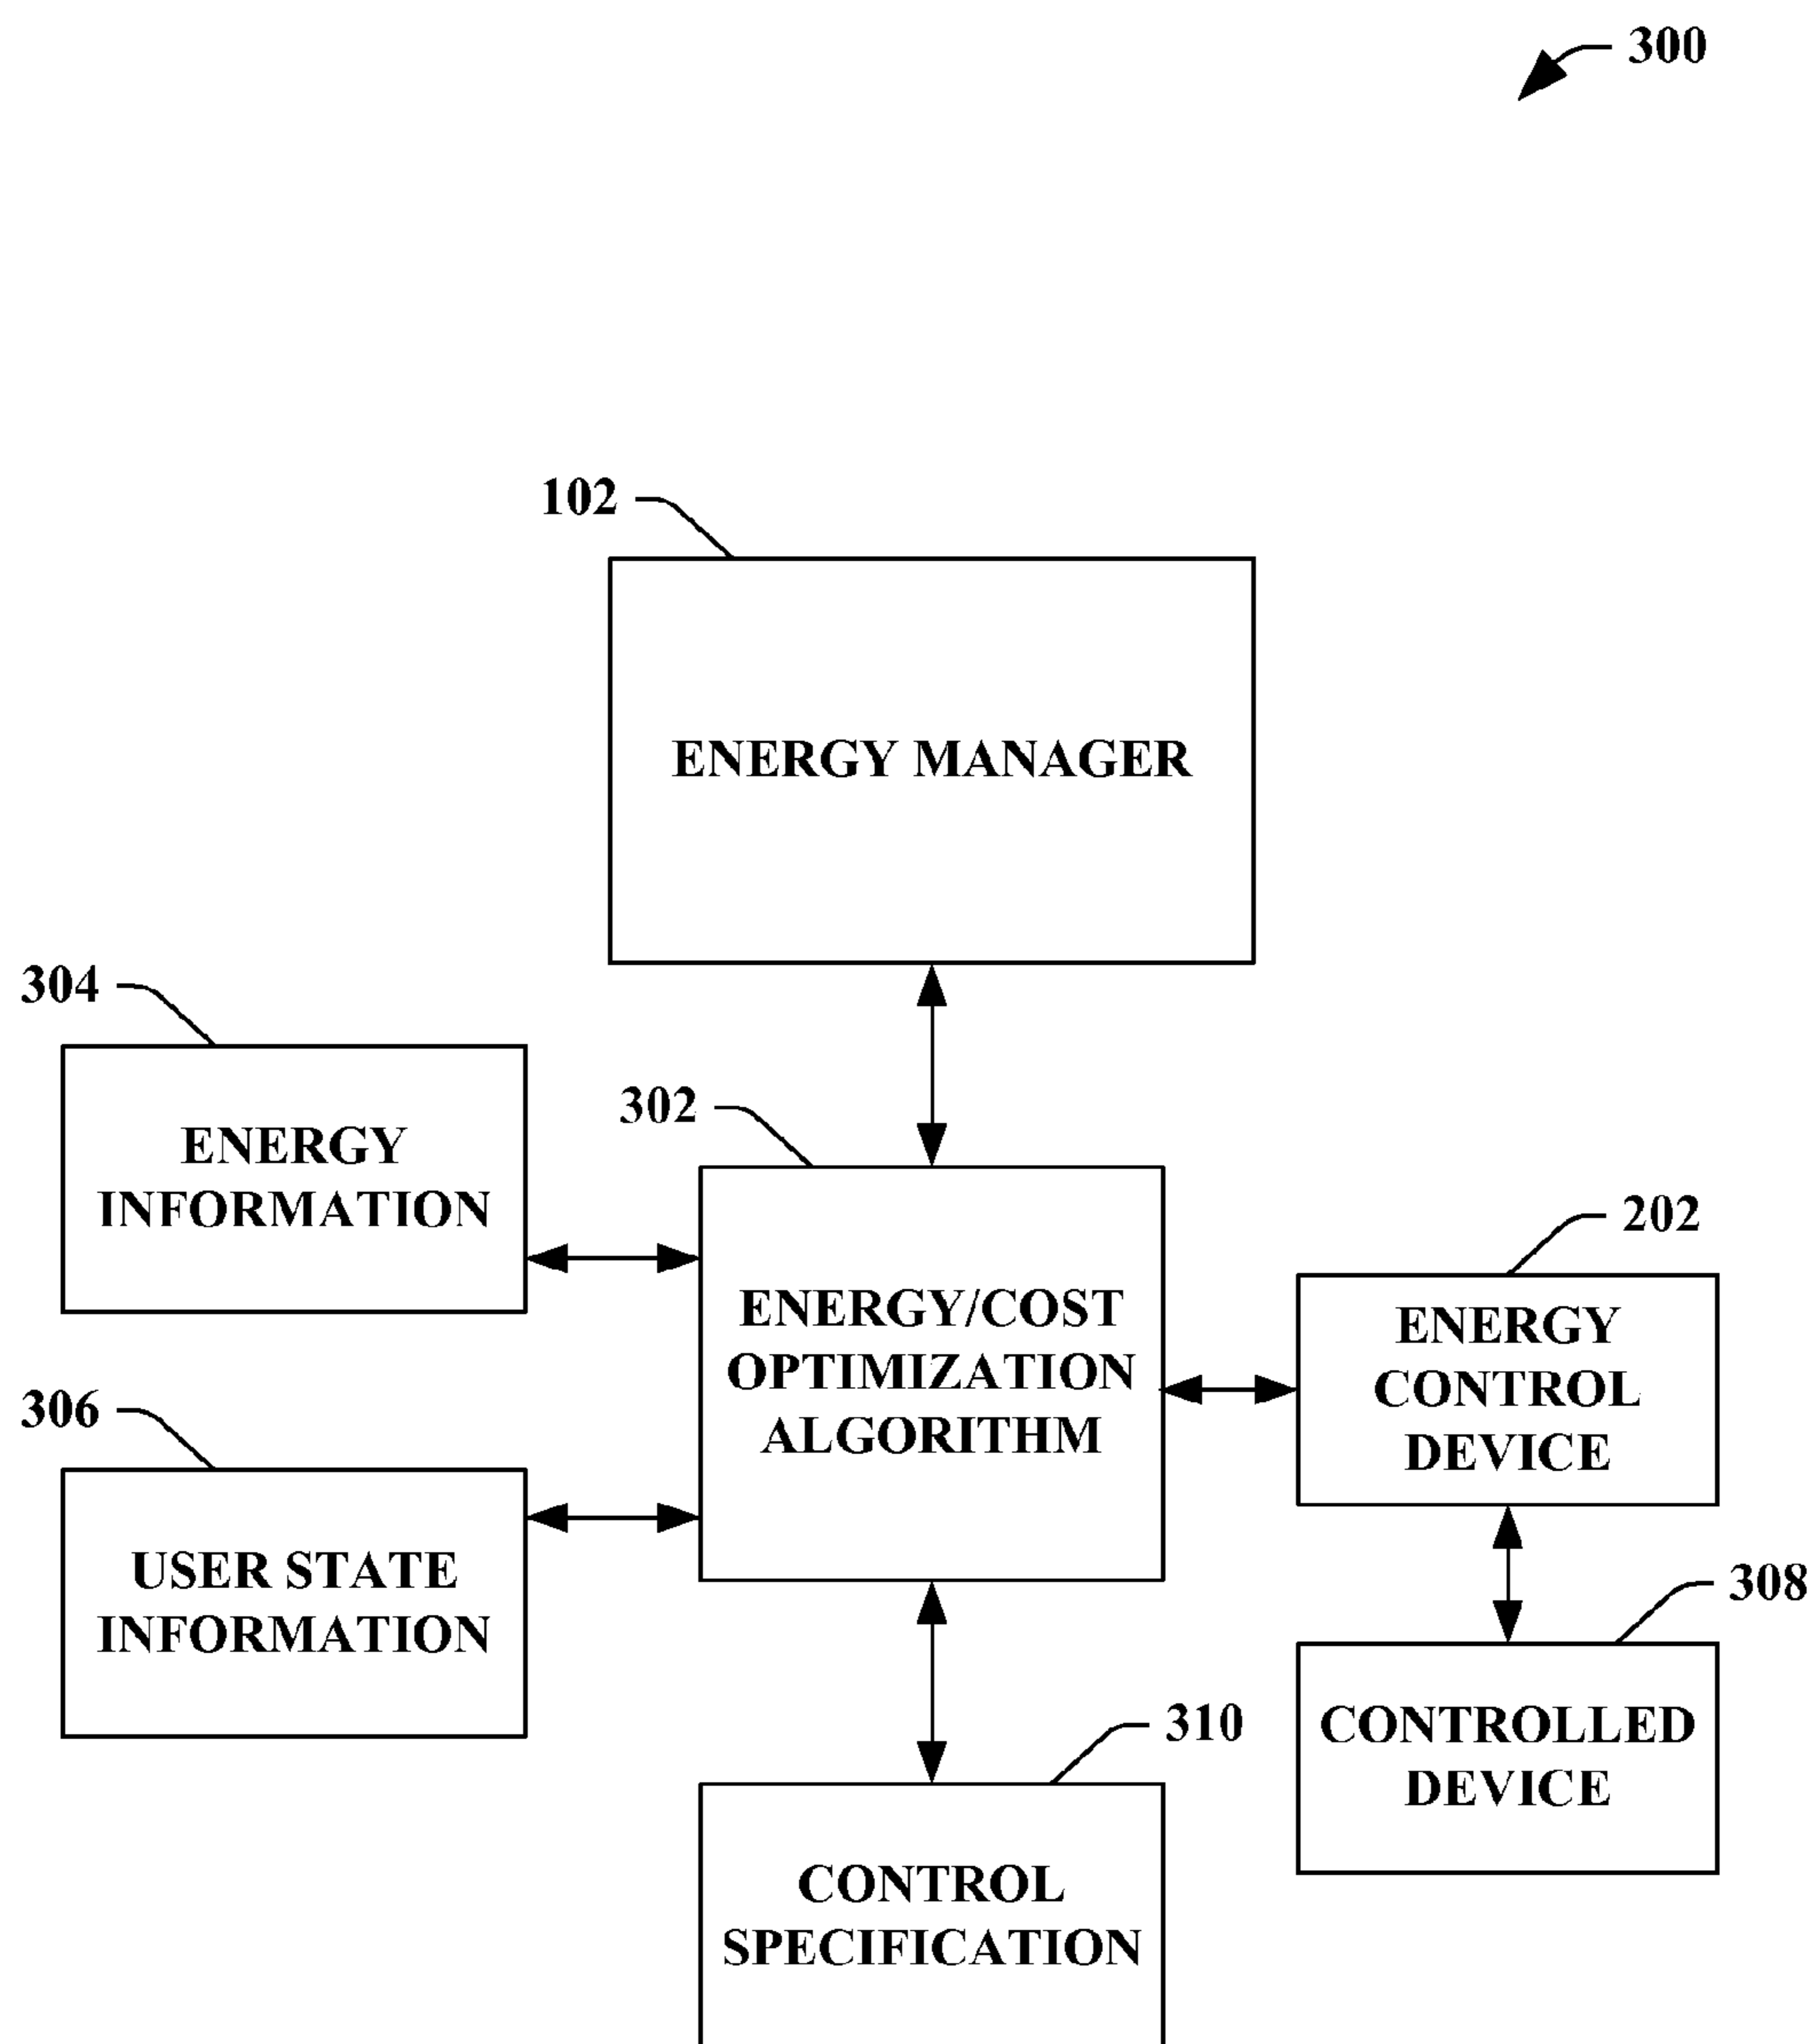 300
102
ENERGY MANAGER
304
ENERGY
INFORMATION
302
ENERGY/COST
OPTIMIZATION
ALGORITHM
202
ENERGY
CONTROL
DEVICE
306
USER STATE
INFORMATION
308
CONTROLLED
DEVICE
310
CONTROL
SPECIFICATION